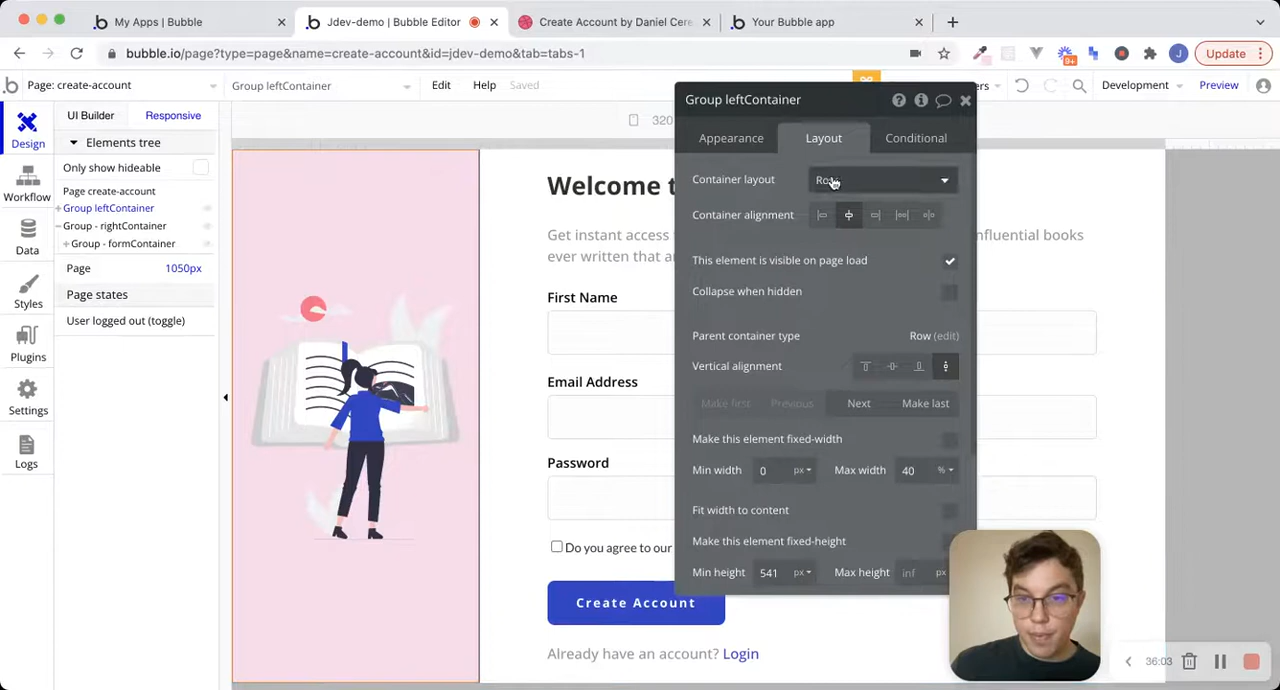 My Apps | Bubble
Jdev-demo | Bubble Editor
Create Account by Daniel Cere
Your Bubble app
bubble.io/page?type=page&name=create-account&id=jdev-demo&tab=tabs-1
9+
J
Update
Page: create-account
Group leftContainer
Edit
Help
Saved
Development
Preview
Design
Workflow
Data
Styles
Plugins
Settings
Logs
UI Builder
Responsive
Elements tree
Only show hideable
Page create-account
Group leftContainer
Group - rightContainer
Group - formContainer
Page
1050px
Page states
User logged out (toggle)
320
Welcome t
Get instant access
nfluential books
ever written that a
First Name
Email Address
Password
Do you agree to our
Create Account
Already have an account? Login
Group leftContainer
Appearance
Layout
Conditional
Container layout
Row
Container alignment
This element is visible on page load
Collapse when hidden
Parent container type
Row (edit)
Vertical alignment
Make first
Previous
Next
Make last
Make this element fixed-width
Min width
0
px
Max width
40
%
Fit width to content
Make this element fixed-height
Min height
541
px
Max height
inf
px
36:03